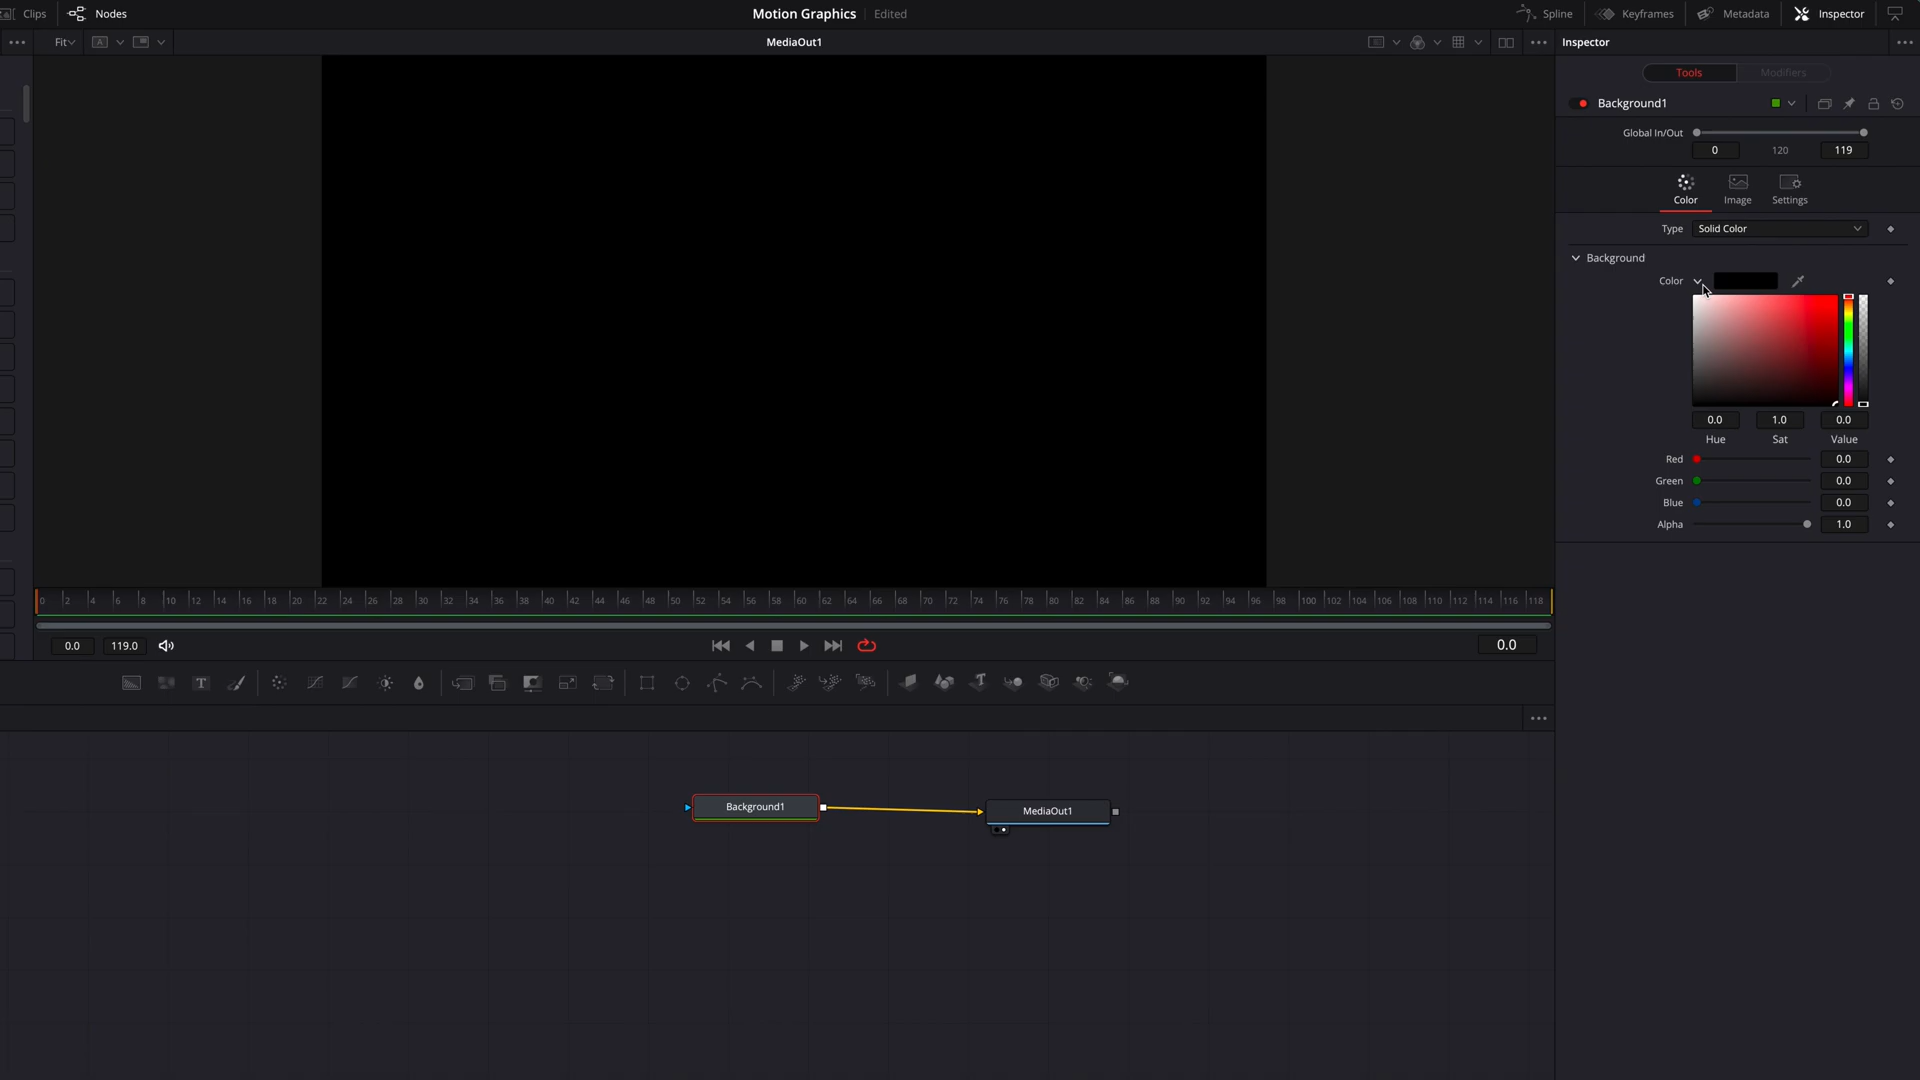 Clips Nodes Motion Graphics Edited Spline Keyframes Metadata Inspector
Fit A MediaOut1 Inspector
Tools Modifiers
Background1
Global In/Out
0 120 119
Color Image Settings
Type Solid Color
Background
Color
0.0 1.0 0.0
Hue Sat Value
Red 0.0
Green 0.0
Blue 0.0
Alpha 1.0
0 2 4 6 8 10 12 14 16 18 20 22 24 26 28 30 32 34 36 38 40 42 44 46 48 50 52 54 56 58 60 62 64 66 68 70 72 74 76 78 80 82 84 86 88 90 92 94 96 98 100 102 104 106 108 110 112 114 116 118
0.0 119.0 0.0
T T
Background1 MediaOut1